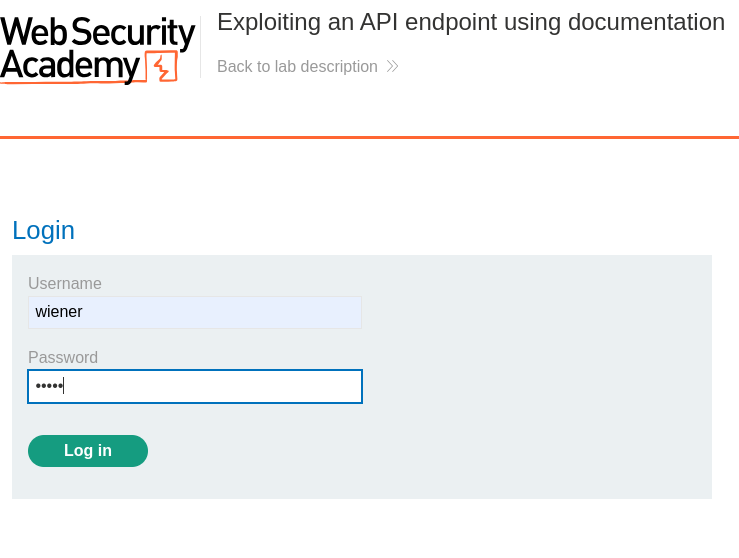 Web Security
Academy
Exploiting an API endpoint using documentation
Back to lab description
Login
Username
wiener
Password
•••••
Log in